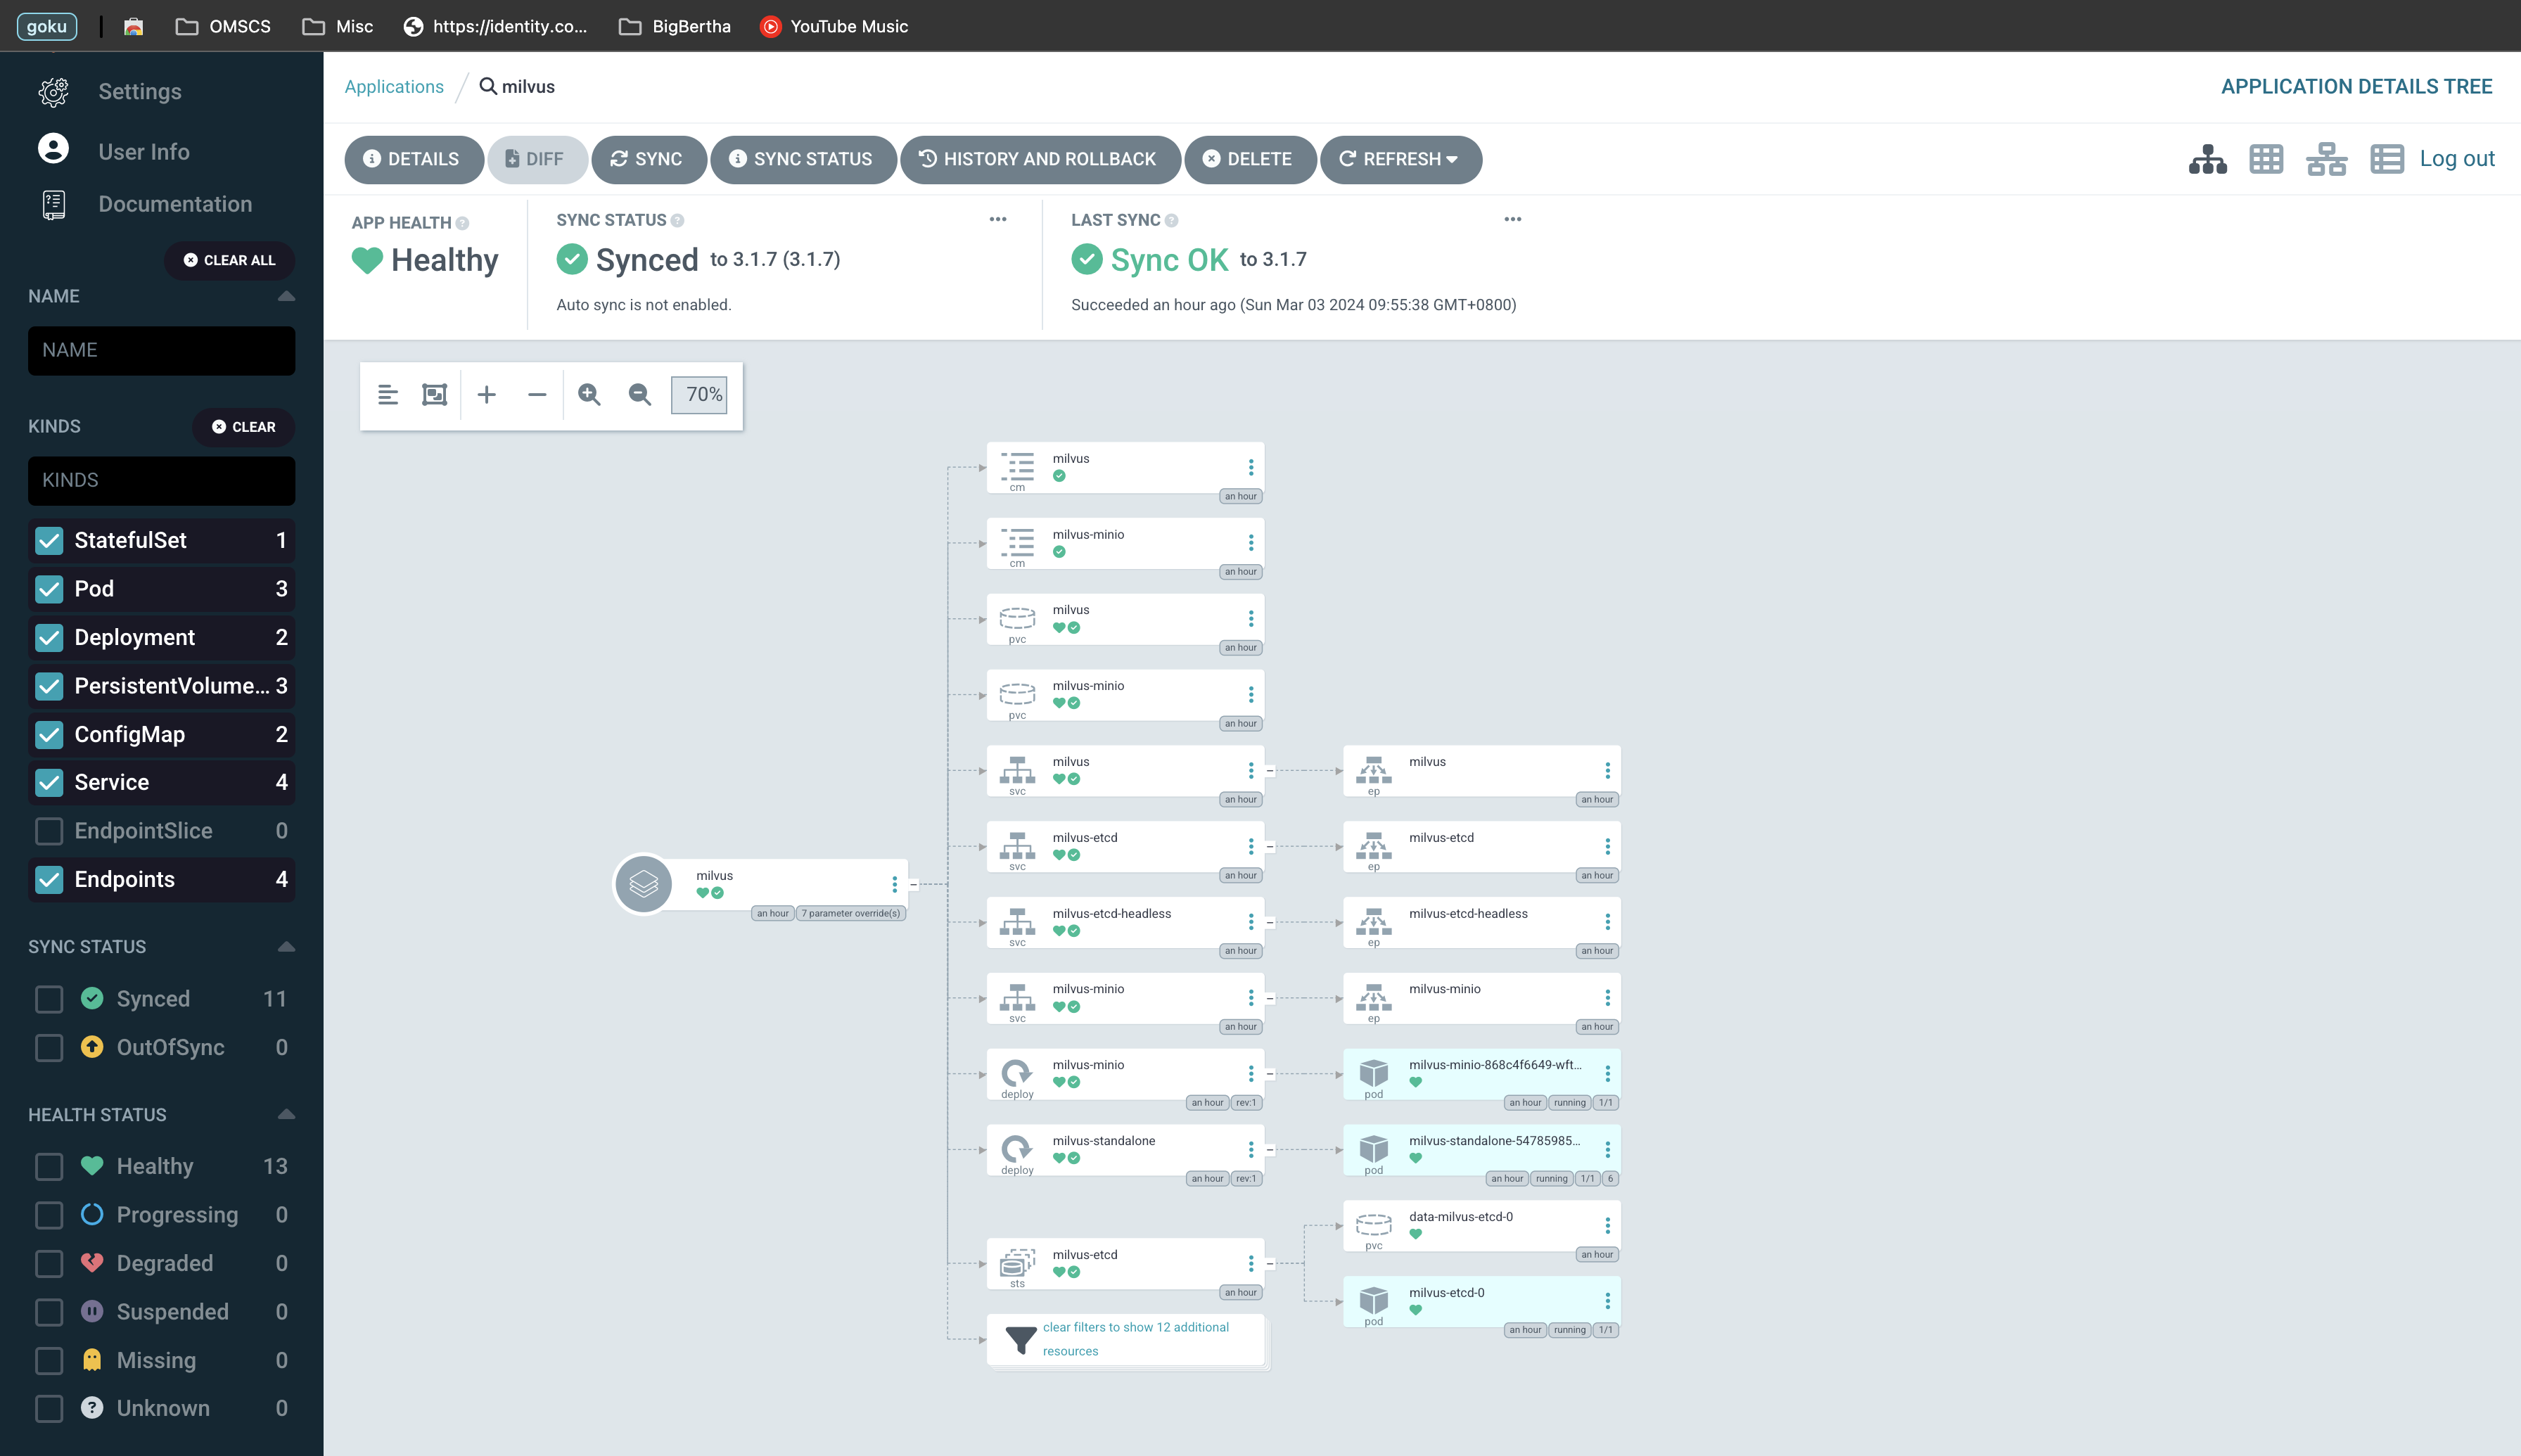 goku
OMSCS
Misc
https://identity.co...
BigBertha
YouTube Music
Settings
User Info
Documentation
CLEAR ALL
NAME
NAME
KINDS
CLEAR
KINDS
StatefulSet 1
Pod 3
Deployment 2
PersistentVolume... 3
ConfigMap 2
Service 4
EndpointSlice 0
Endpoints 4
SYNC STATUS
Synced 11
OutOfSync 0
HEALTH STATUS
Healthy 13
Progressing 0
Degraded 0
Suspended 0
Missing 0
Unknown 0
Applications / milvus
APPLICATION DETAILS TREE
DETAILS
DIFF
SYNC
SYNC STATUS
HISTORY AND ROLLBACK
DELETE
REFRESH
Log out
APP HEALTH
Healthy
SYNC STATUS
Synced to 3.1.7 (3.1.7)
Auto sync is not enabled.
LAST SYNC
Sync OK to 3.1.7
Succeeded an hour ago (Sun Mar 03 2024 09:55:38 GMT+0800)
70%
milvus
an hour
7 parameter override(s)
milvus
cm
an hour
milvus-minio
cm
an hour
milvus
pvc
an hour
milvus-minio
pvc
an hour
milvus
svc
an hour
milvus
ep
an hour
milvus-etcd
svc
an hour
milvus-etcd
ep
an hour
milvus-etcd-headless
svc
an hour
milvus-etcd-headless
ep
an hour
milvus-minio
svc
an hour
milvus-minio
ep
an hour
milvus-minio
deploy
an hour rev:1
milvus-minio-868c4f6649-wft...
pod
an hour running 1/1
milvus-standalone
deploy
an hour rev:1
milvus-standalone-54785985...
pod
an hour running 1/1 6
milvus-etcd
sts
an hour
data-milvus-etcd-0
pvc
an hour
milvus-etcd-0
pod
an hour running 1/1
clear filters to show 12 additional
resources